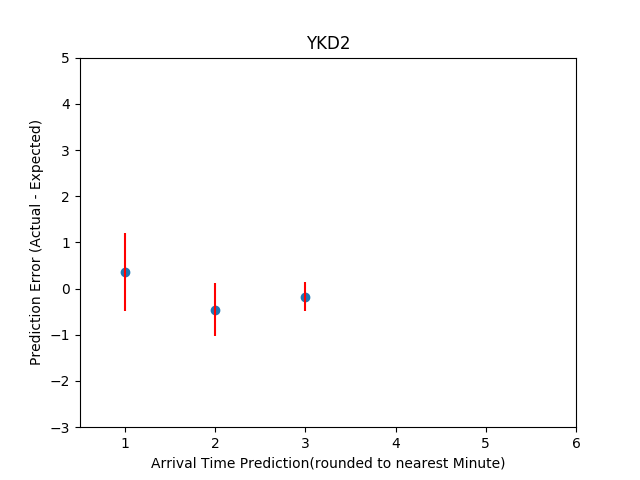 YKD2
Prediction Error (Actual - Expected)
5
4
3
2
1
0
−1
−2
−3
1 2 3 4 5 6
Arrival Time Prediction(rounded to nearest Minute)